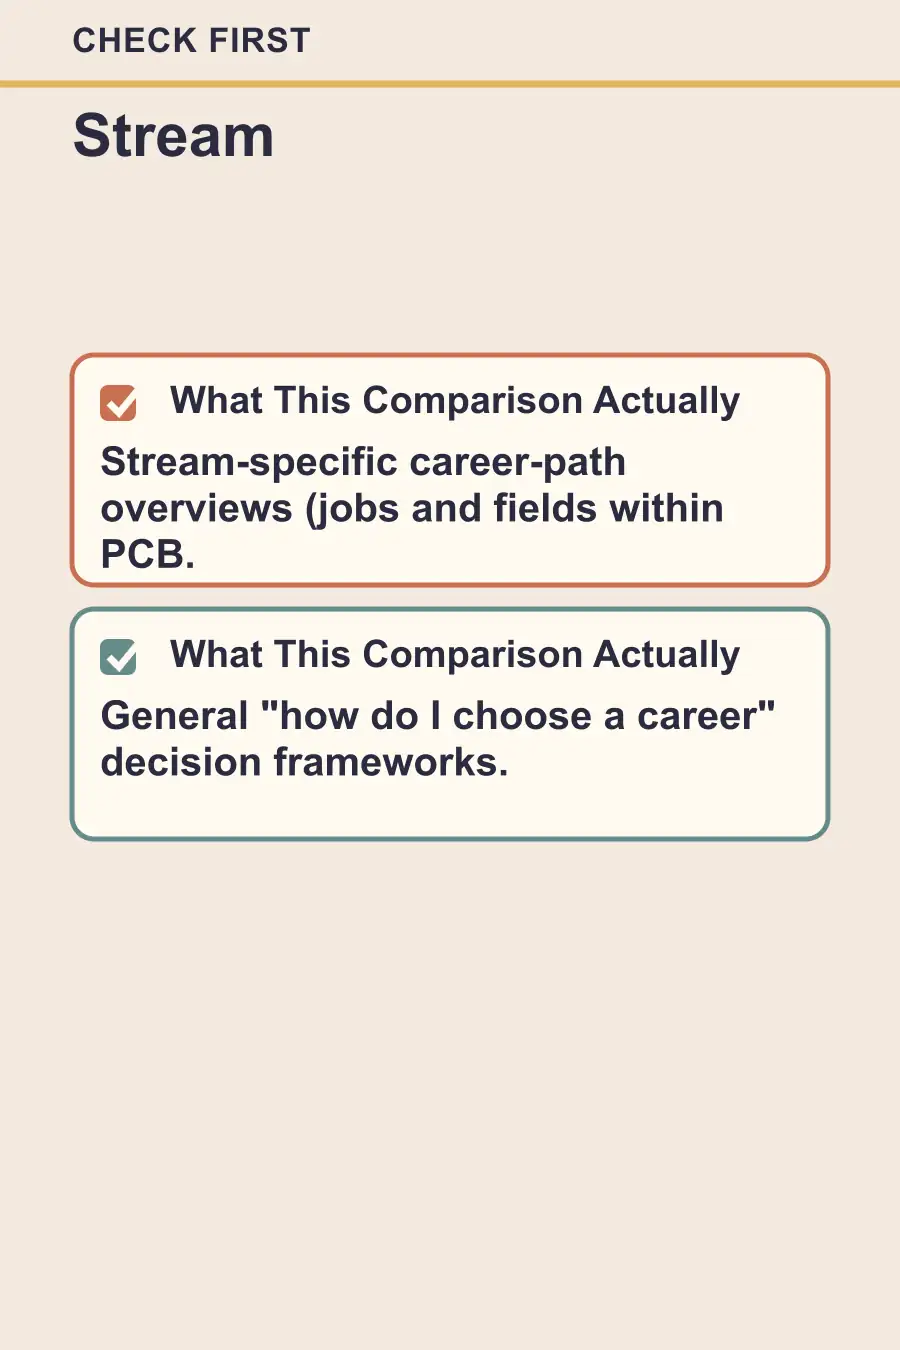 CHECK FIRST
Stream
What This Comparison Actually
Stream-specific career-path
overviews (jobs and fields within
PCB.
What This Comparison Actually
General "how do I choose a career"
decision frameworks.